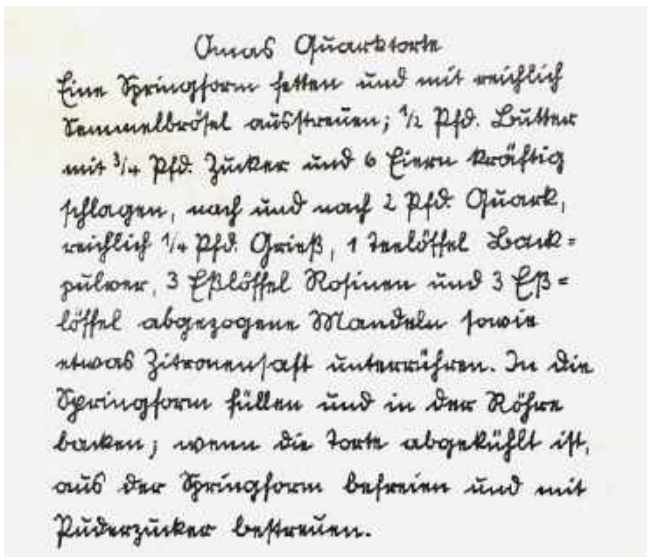 Omas Quarktorte
Eine Springform fetten und mit reichlich
Semmelbrösel ausstreuen; 1/2 Pfd. Butter
mit 3/4 Pfd. Zucker und 6 Eiern kräftig
schlagen, nach und nach 2 Pfd. Quark,
reichlich 1/4 Pfd. Grieß, 1 Teelöffel Back=
pulver, 3 Eßlöffel Rosinen und 3 Eß=
löffel abgezogene Mandeln sowie
etwas Zitronensaft unterrühren. In die
Springform füllen und in der Röhre
backen; wenn die Torte abgekühlt ist,
aus der Springform befreien und mit
Puderzucker bestreuen.